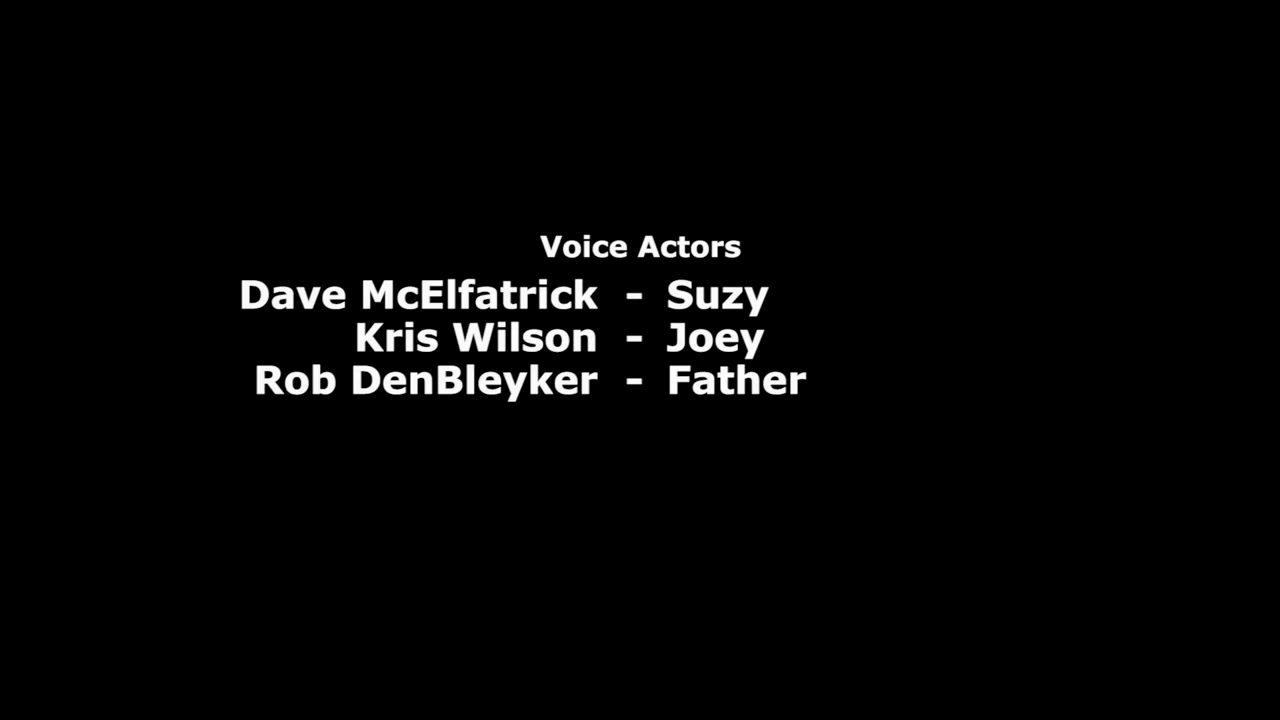 Voice Actors
Dave McElfatrick - Suzy
Kris Wilson - Joey
Rob DenBleyker - Father